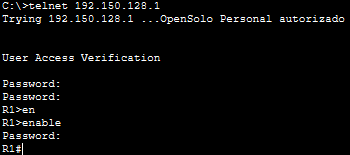 C:\>telnet 192.150.128.1
Trying 192.150.128.1 ...OpenSolo Personal autorizado
User Access Verification
Password:
Password:
R1>en
R1>enable
Password:
R1#